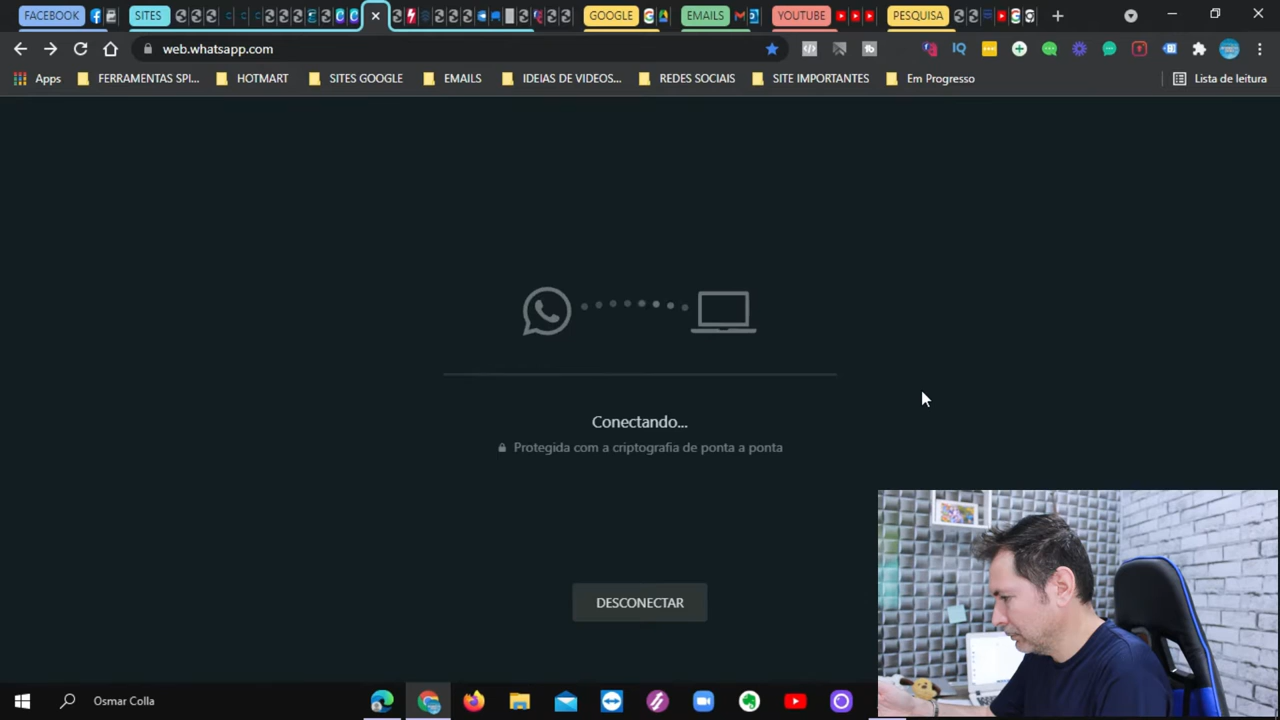 FACEBOOK
SITES
GOOGLE
EMAILS
YOUTUBE
PESQUISA
web.whatsapp.com
Apps
FERRAMENTAS SPI...
HOTMART
SITES GOOGLE
EMAILS
IDEIAS DE VIDEOS...
REDES SOCIAIS
SITE IMPORTANTES
Em Progresso
Lista de leitura
Conectando...
Protegida com a criptografia de ponta a ponta
DESCONECTAR
Osmar Colla